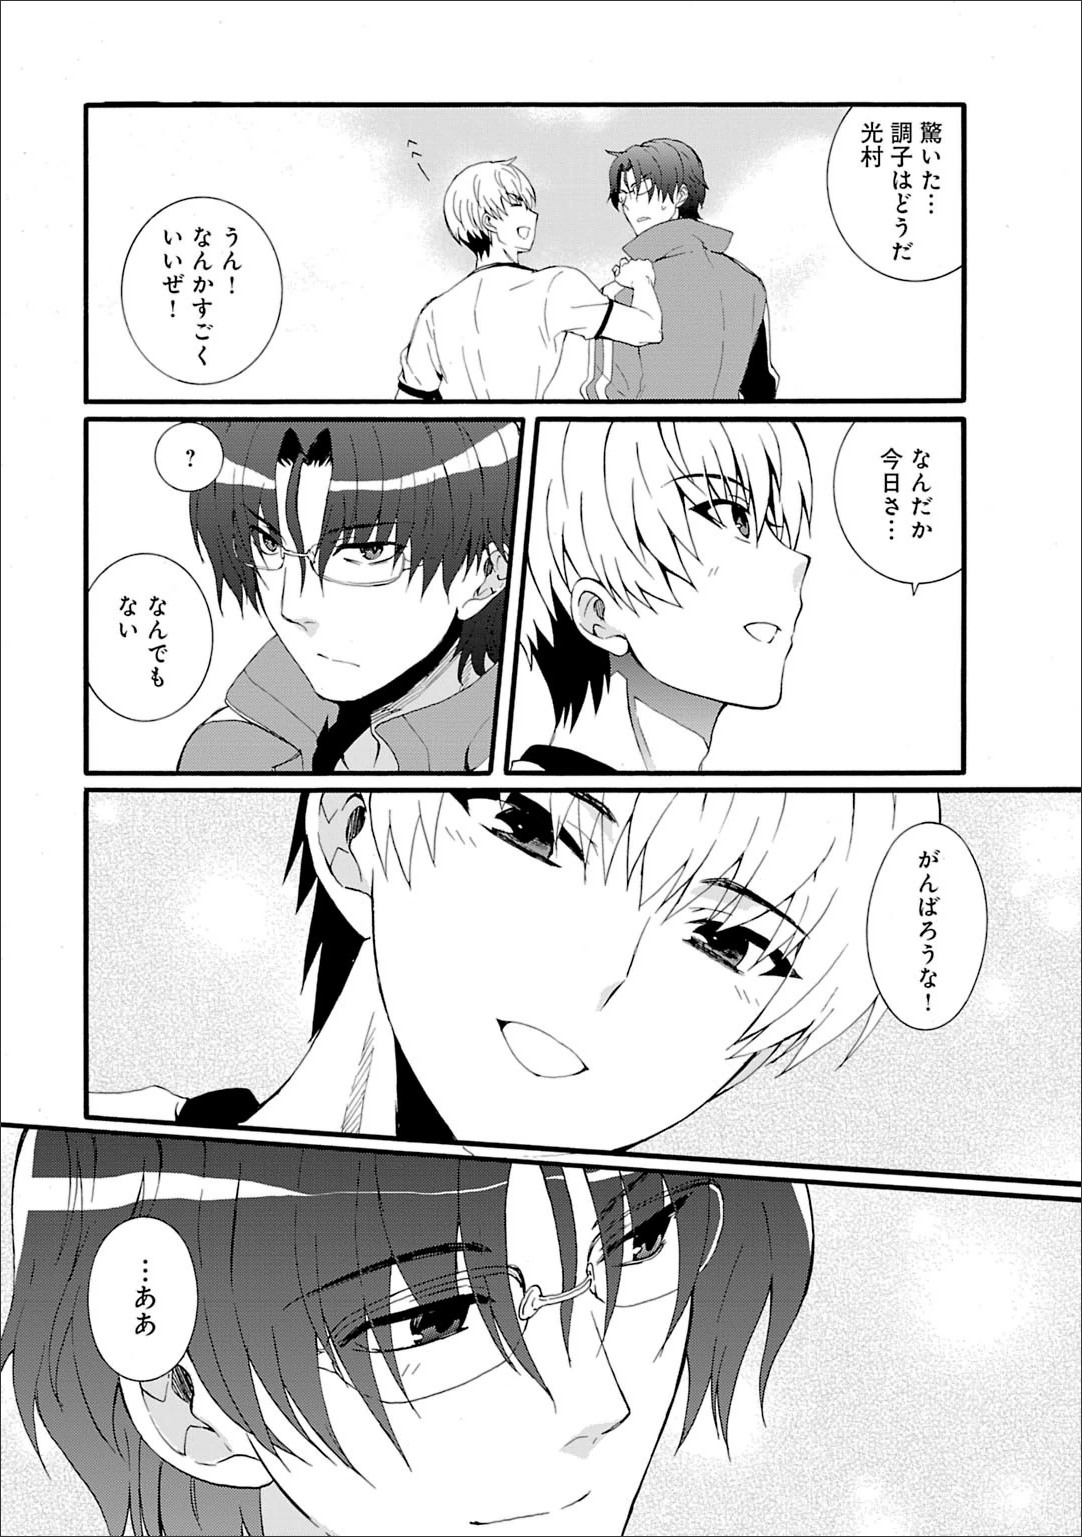 驚いた…
調子はどうだ
光村
うん！
なんかすごく
いいぜ！
なんだか
今日さ…
？
なんでも
ない
がんばろうな！
…ああ